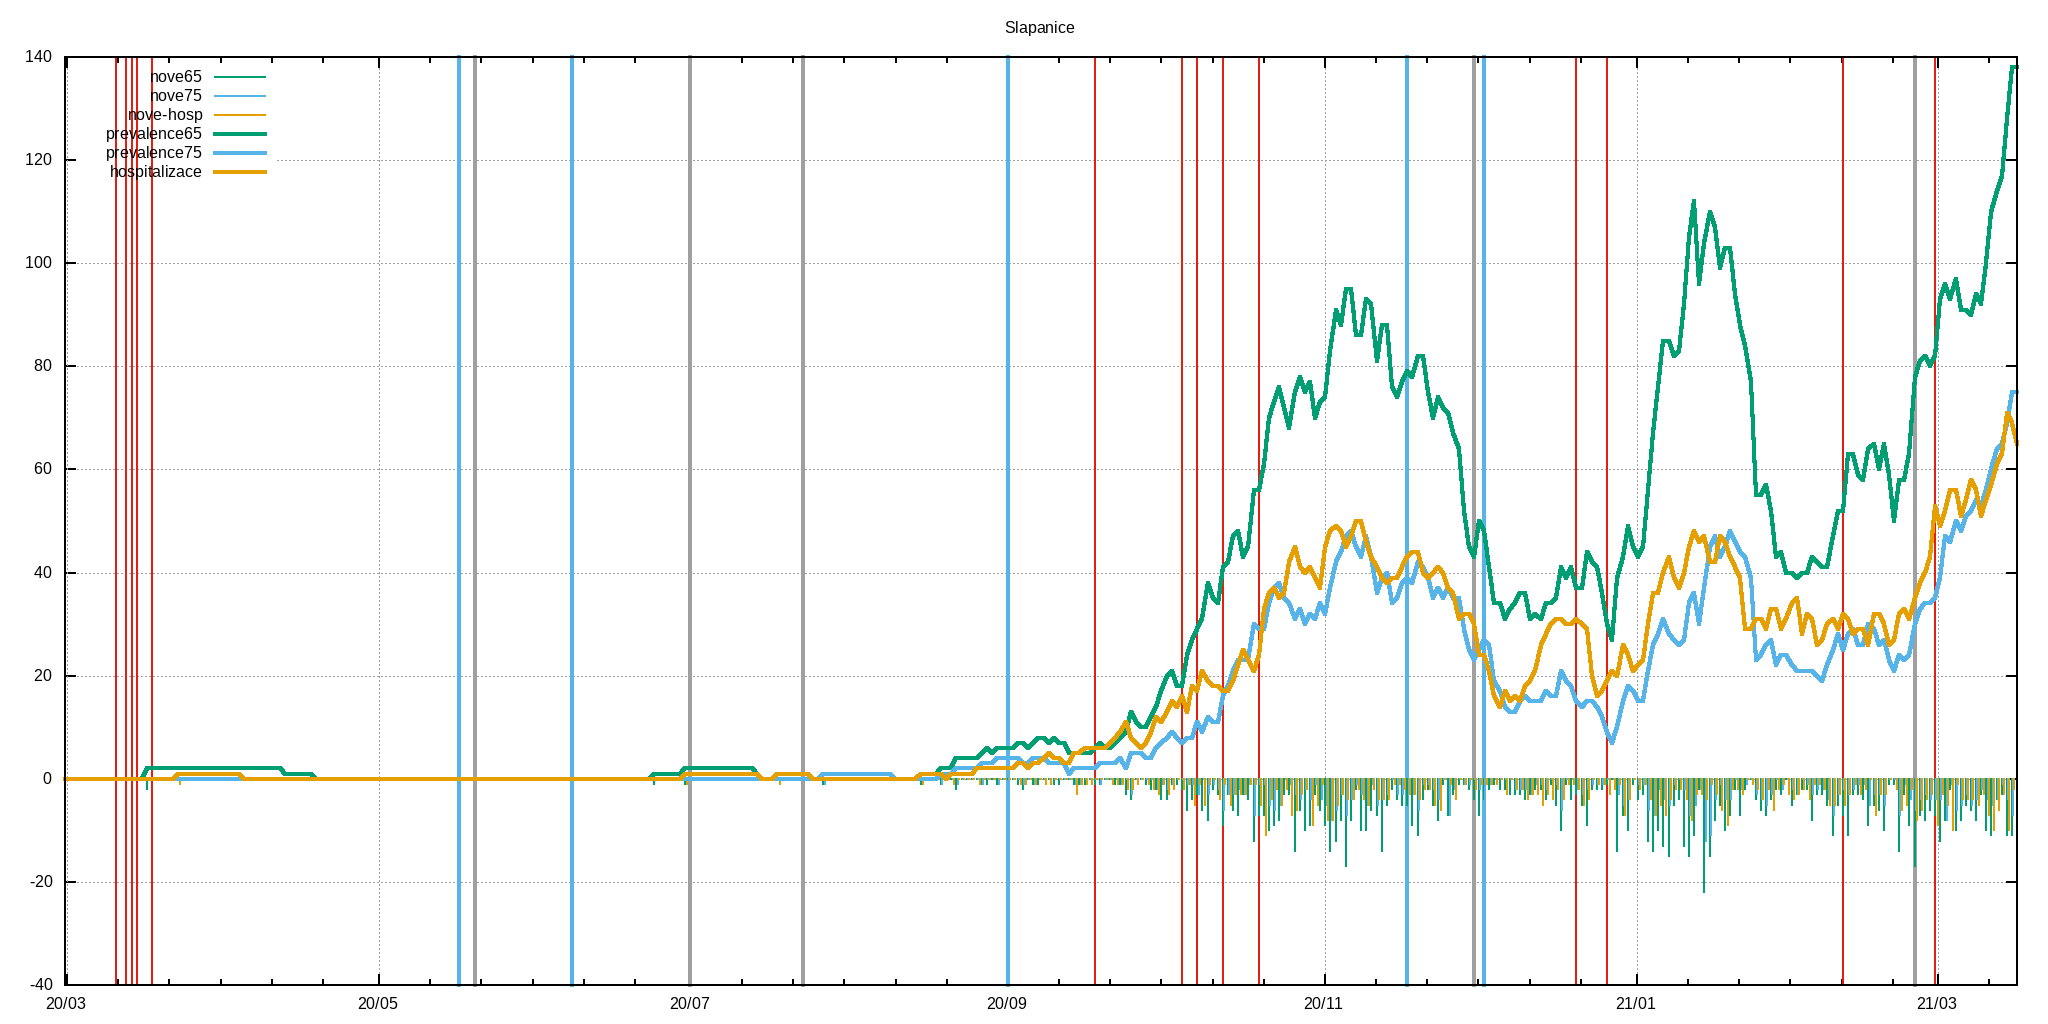 Slapanice
140
120
100
80
60
40
20
0
-20
-40
nove65
nove75
nove-hosp
prevalence65
prevalence75
hospitalizace
20/03 20/05 20/07 20/09 20/11 21/01 21/03